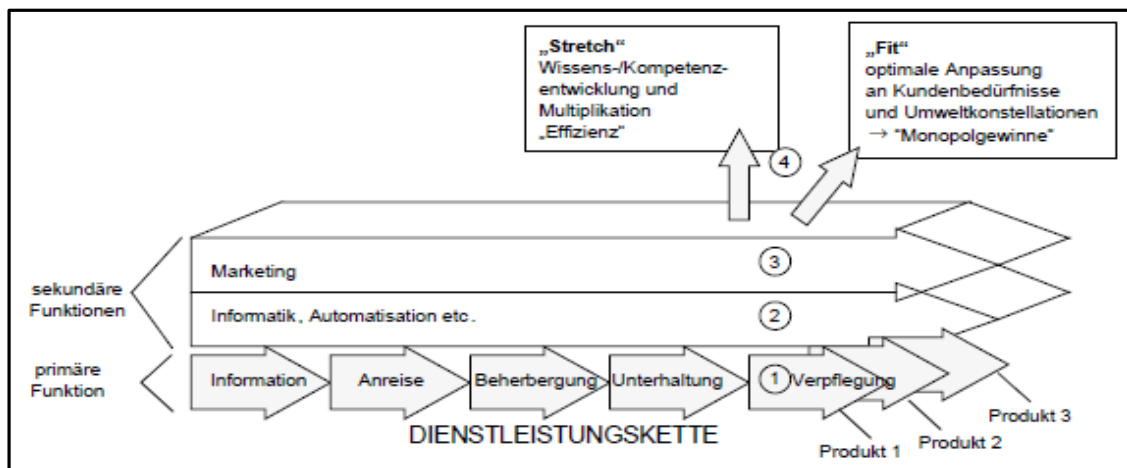 „Stretch“
Wissens-/Kompetenz-
entwicklung und
Multiplikation
„Effizienz“
„Fit“
optimale Anpassung
an Kundenbedürfnisse
und Umweltkonstellationen
→ “Monopolgewinne“
4
sekundäre
Funktionen
Marketing
3
Informatik, Automatisation etc.
2
primäre
Funktion
Information
Anreise
Beherbergung
Unterhaltung
1
Verpflegung
DIENSTLEISTUNGSKETTE
Produkt 1
Produkt 2
Produkt 3